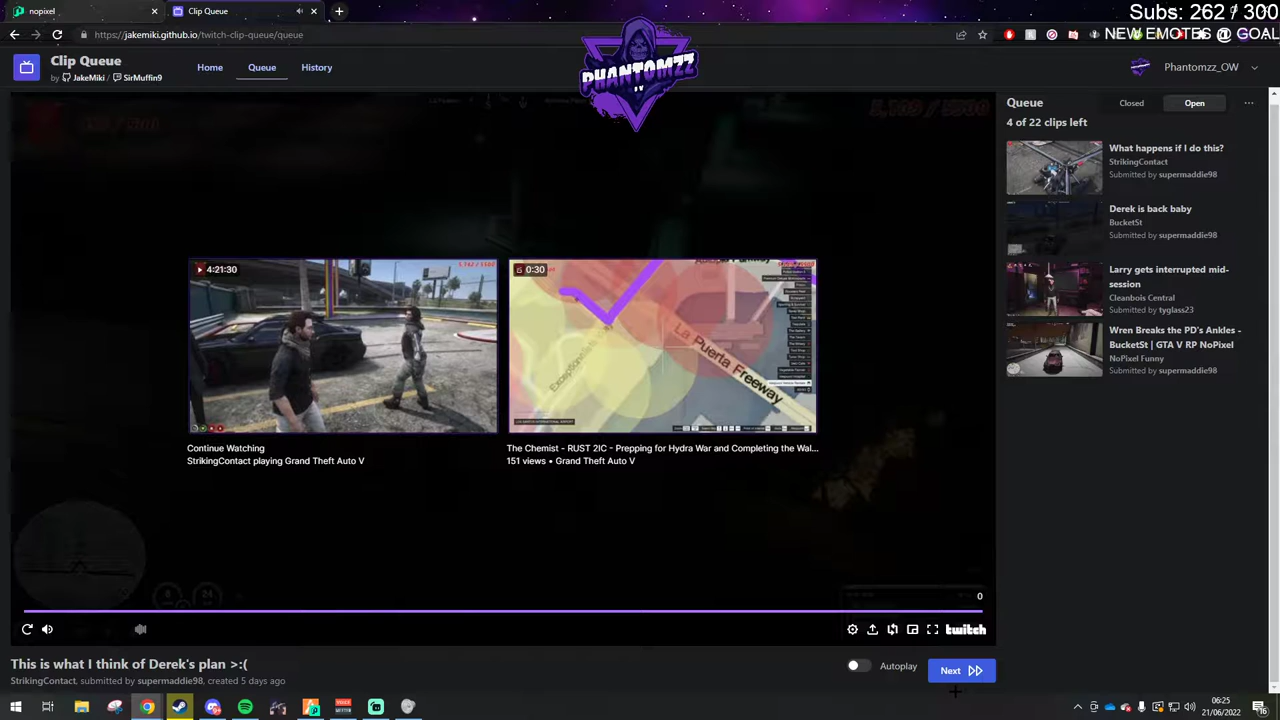 nopixel
Clip Queue
Subs: 262 / 300
https://jakemiki.github.io/twitch-Clip-queue/queue
NEW EMOTES @ GOAL
Clip Queue
by JakeMiki / SirMuffin9
Home
Queue
History
PHANTOMZZ
Phantomzz_OW
Queue
Closed
Open
4 of 22 clips left
What happens if I do this?
StrikingContact
Submitted by supermaddie98
Derek is back baby
BucketSt
Submitted by supermaddie98
Larry gets interrupted mid-
session
Cleanbois Central
Submitted by tyglass23
Wren Breaks the PD's Ankles-
BucketSt | GTA V RP NoPixel
NoPixel Funny
Submitted by supermaddie98
4:21:30
0:30
La Puerta Freeway
Continue Watching
StrikingContact playing Grand Theft Auto V
The Chemist - RUST 2IC - Prepping for Hydra War and Completing the Wal...
151 views • Grand Theft Auto V
0
twitch
This is what I think of Derek's plan >:(
StrikingContact, submitted by supermaddie98, created 5 days ago
Autoplay
Next
06:25
21/06/2022